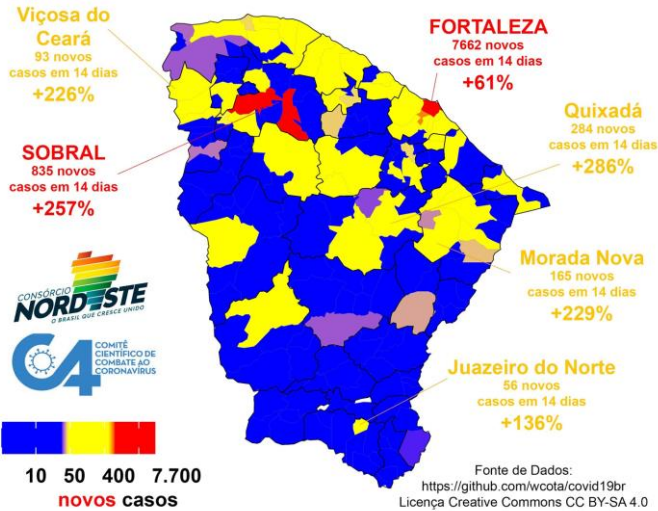 Viçosa do
Ceará
93 novos
casos em 14 dias
+226%
FORTALEZA
7662 novos
casos em 14 dias
+61%
Quixadá
284 novos
casos em 14 dias
+286%
SOBRAL
835 novos
casos em 14 dias
+257%
Morada Nova
165 novos
casos em 14 dias
+229%
CONSÓRCIO
NORDESTE
O BRASIL QUE CRESCE UNIDO
C4
COMITÊ
CIENTÍFICO DE
COMBATE AO
CORONAVÍRUS
Juazeiro do Norte
56 novos
casos em 14 dias
+136%
10 50 400 7.700
novos casos
Fonte de Dados:
https://github.com/wcota/covid19br
Licença Creative Commons CC BY-SA 4.0